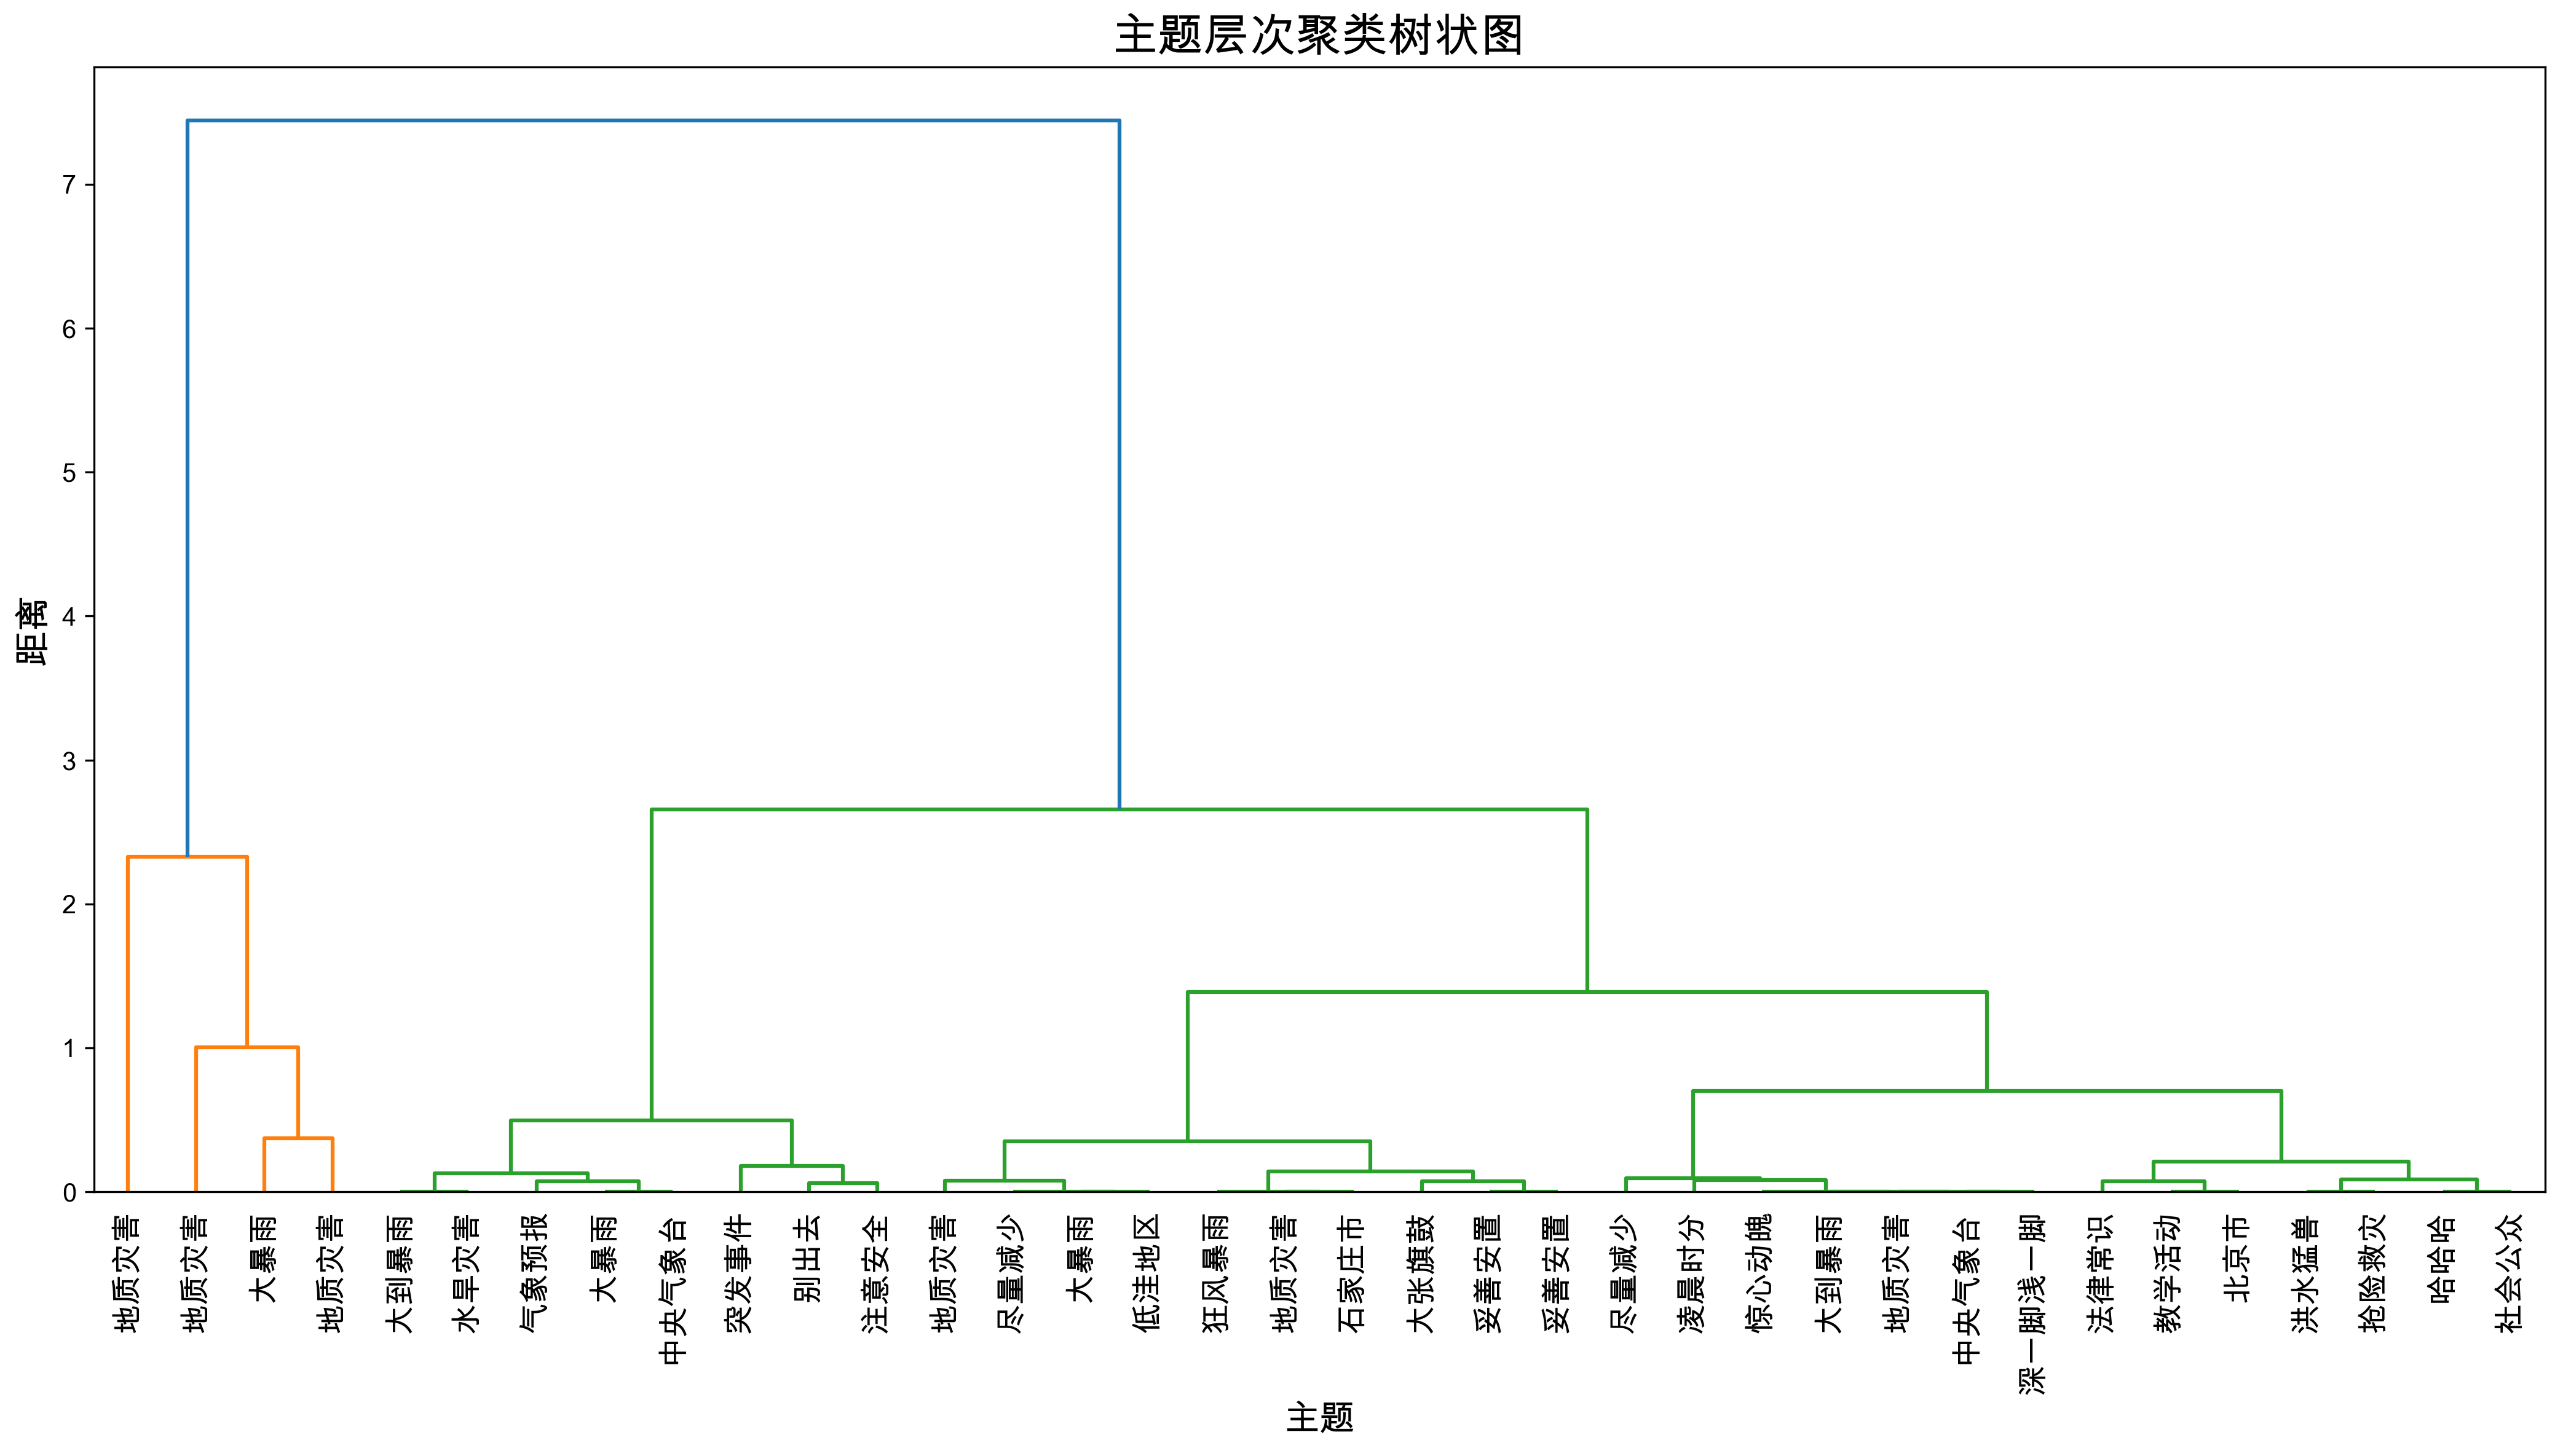 主题层次聚类树状图
距离
7
6
5
4
3
2
1
0
地质灾害
地质灾害
大暴雨
地质灾害
大到暴雨
水旱灾害
气象预报
大暴雨
中央气象台
突发事件
别出去
注意安全
地质灾害
尽量减少
大暴雨
低洼地区
狂风暴雨
地质灾害
石家庄市
大张旗鼓
妥善安置
妥善安置
尽量减少
凌晨时分
惊心动魄
大到暴雨
地质灾害
中央气象台
深一脚浅一脚
法律常识
教学活动
北京市
洪水猛兽
抢险救灾
哈哈哈
社会公众
主题